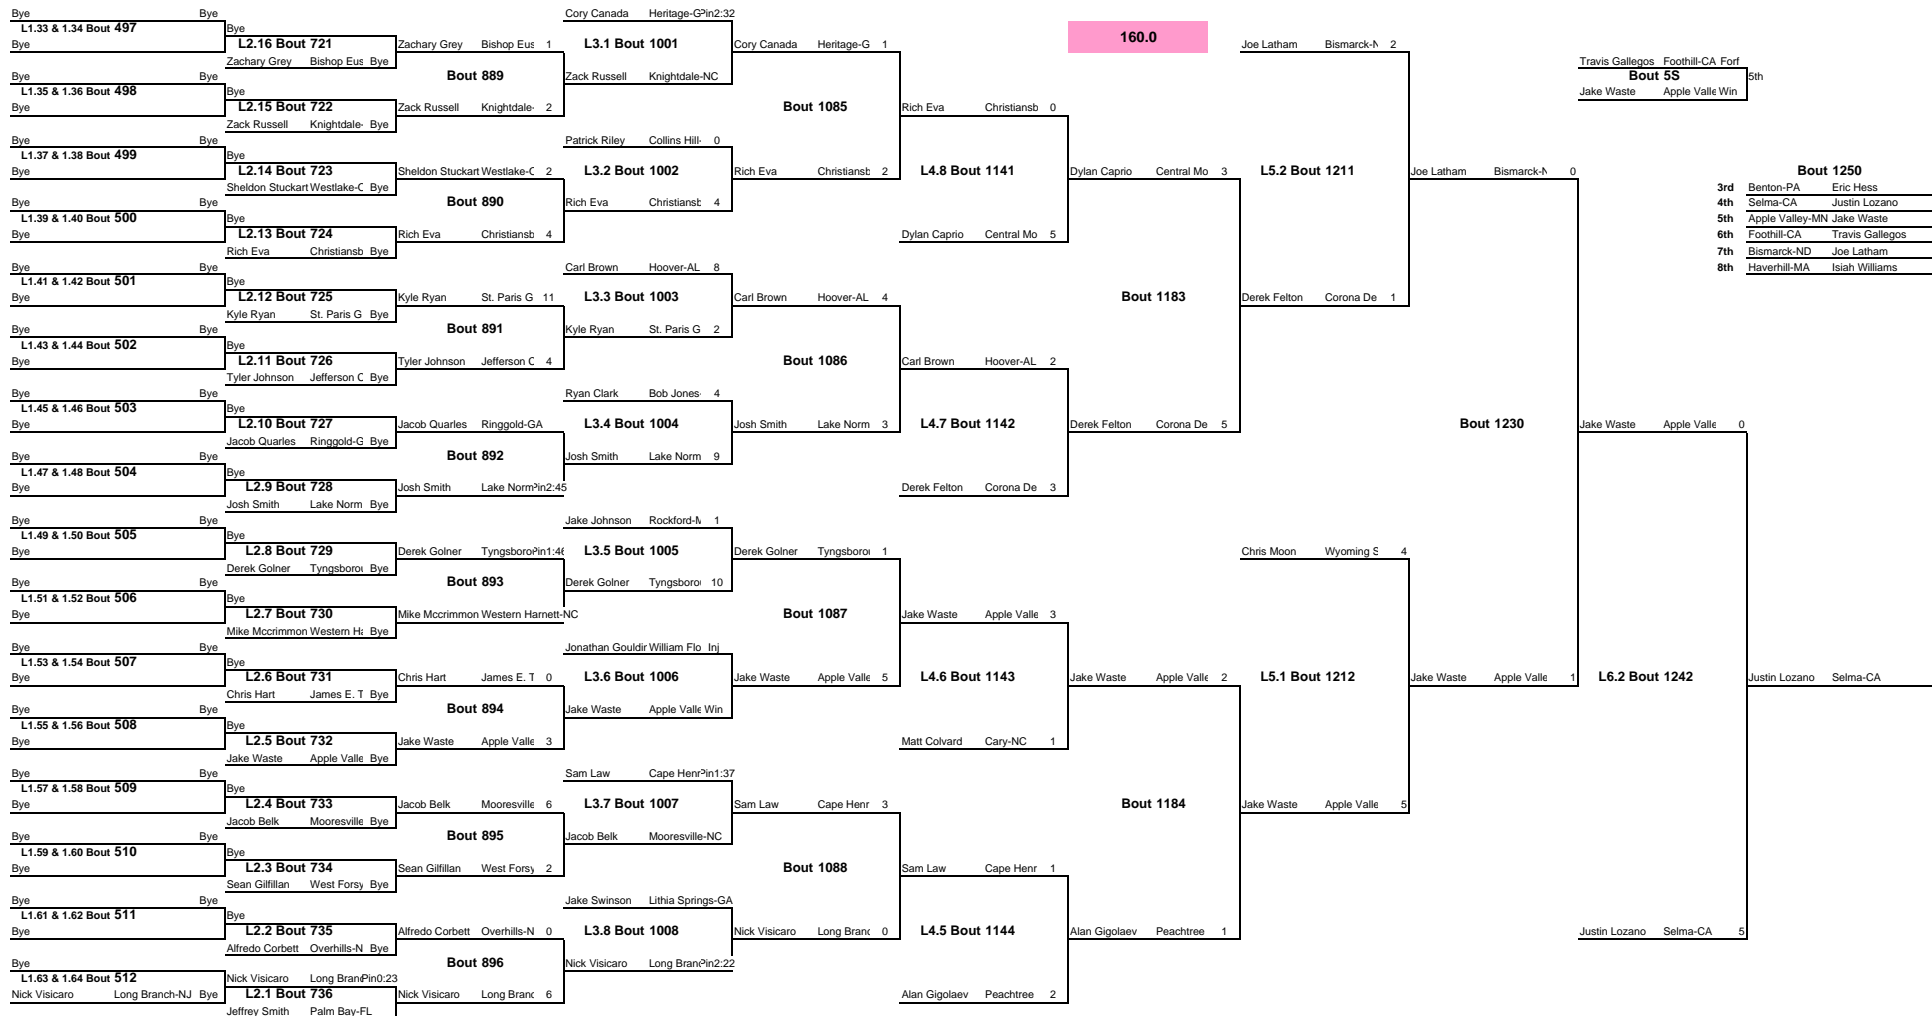 160.0
Bye Bye
L1.33 & 1.34 Bout 497
Bye
Bye Bye
L1.35 & 1.36 Bout 498
Bye
Bye Bye
L1.37 & 1.38 Bout 499
Bye
Bye Bye
L1.39 & 1.40 Bout 500
Bye
Bye Bye
L1.41 & 1.42 Bout 501
Bye
Bye Bye
L1.43 & 1.44 Bout 502
Bye
Bye Bye
L1.45 & 1.46 Bout 503
Bye
Bye Bye
L1.47 & 1.48 Bout 504
Bye
Bye Bye
L1.49 & 1.50 Bout 505
Bye
Bye Bye
L1.51 & 1.52 Bout 506
Bye
Bye Bye
L1.53 & 1.54 Bout 507
Bye
Bye Bye
L1.55 & 1.56 Bout 508
Bye
Bye Bye
L1.57 & 1.58 Bout 509
Bye
Bye Bye
L1.59 & 1.60 Bout 510
Bye
Bye Bye
L1.61 & 1.62 Bout 511
Bye
Bye Bye
L1.63 & 1.64 Bout 512
Nick Visicaro Long Branch-NJ Bye
Bye
L2.16 Bout 721
Zachary Grey Bishop Eus Bye
Bye
L2.15 Bout 722
Zack Russell Knightdale- Bye
Bye
L2.14 Bout 723
Sheldon Stuckart Westlake-C Bye
Bye
L2.13 Bout 724
Rich Eva Christiansb Bye
Bye
L2.12 Bout 725
Kyle Ryan St. Paris G Bye
Bye
L2.11 Bout 726
Tyler Johnson Jefferson C Bye
Bye
L2.10 Bout 727
Jacob Quarles Ringgold-G Bye
Bye
L2.9 Bout 728
Josh Smith Lake Norm Bye
Bye
L2.8 Bout 729
Derek Golner Tyngsboro Bye
Bye
L2.7 Bout 730
Mike Mccrimmon Western Ha Bye
Bye
L2.6 Bout 731
Chris Hart James E. T Bye
Bye
L2.5 Bout 732
Jake Waste Apple Valle Bye
Bye
L2.4 Bout 733
Jacob Belk Mooresville Bye
Bye
L2.3 Bout 734
Sean Gilfillan West Forsy Bye
Bye
L2.2 Bout 735
Alfredo Corbett Overhills-N Bye
Nick Visicaro Long Bran Pin0:23
L2.1 Bout 736
Jeffrey Smith Palm Bay-FL
Zachary Grey Bishop Eus 1
Bout 889
Zack Russell Knightdale- 2
Sheldon Stuckart Westlake-C 2
Bout 890
Rich Eva Christiansb 4
Kyle Ryan St. Paris G 11
Bout 891
Tyler Johnson Jefferson C 4
Jacob Quarles Ringgold-GA
Bout 892
Josh Smith Lake Norm Pin2:45
Derek Golner Tyngsboro Pin1:46
Bout 893
Mike Mccrimmon Western Harnett-NC
Chris Hart James E. T 0
Bout 894
Jake Waste Apple Valle 3
Jacob Belk Mooresville 6
Bout 895
Sean Gilfillan West Forsy 2
Alfredo Corbett Overhills-N 0
Bout 896
Nick Visicaro Long Branc 6
Cory Canada Heritage-G Pin2:32
L3.1 Bout 1001
Zack Russell Knightdale-NC
Patrick Riley Collins Hill- 0
L3.2 Bout 1002
Rich Eva Christiansb 4
Carl Brown Hoover-AL 8
L3.3 Bout 1003
Kyle Ryan St. Paris G 2
Ryan Clark Bob Jones- 4
L3.4 Bout 1004
Josh Smith Lake Norm 9
Jake Johnson Rockford-M 1
L3.5 Bout 1005
Derek Golner Tyngsboro 10
Jonathan Gouldin William Flo Inj
L3.6 Bout 1006
Jake Waste Apple Valle Win
Sam Law Cape Henr Pin1:37
L3.7 Bout 1007
Jacob Belk Mooresville-NC
Jake Swinson Lithia Springs-GA
L3.8 Bout 1008
Nick Visicaro Long Bran Pin2:22
Cory Canada Heritage-G 1
Bout 1085
Rich Eva Christiansb 2
Carl Brown Hoover-AL 4
Bout 1086
Josh Smith Lake Norm 3
Derek Golner Tyngsboro 1
Bout 1087
Jake Waste Apple Valle 5
Sam Law Cape Henr 3
Bout 1088
Nick Visicaro Long Branc 0
Rich Eva Christiansb 0
L4.8 Bout 1141
Dylan Caprio Central Mo 5
Carl Brown Hoover-AL 2
L4.7 Bout 1142
Derek Felton Corona De 3
Jake Waste Apple Valle 3
L4.6 Bout 1143
Matt Colvard Cary-NC 1
Sam Law Cape Henr 1
L4.5 Bout 1144
Alan Gigolaev Peachtree 2
Dylan Caprio Central Mo 3
Bout 1183
Derek Felton Corona De 5
Jake Waste Apple Valle 2
Bout 1184
Alan Gigolaev Peachtree 1
Joe Latham Bismarck-N 2
L5.2 Bout 1211
Derek Felton Corona De 1
Chris Moon Wyoming S 4
L5.1 Bout 1212
Jake Waste Apple Valle 5
Joe Latham Bismarck-N 0
Bout 1230
Jake Waste Apple Valle 1
Jake Waste Apple Valle 0
L6.2 Bout 1242
Justin Lozano Selma-CA 5
Justin Lozano Selma-CA
Travis Gallegos Foothill-CA Forf
Bout 5S
5th
Jake Waste Apple Valle Win
Bout 1250
3rd Benton-PA Eric Hess
4th Selma-CA Justin Lozano
5th Apple Valley-MN Jake Waste
6th Foothill-CA Travis Gallegos
7th Bismarck-ND Joe Latham
8th Haverhill-MA Isiah Williams